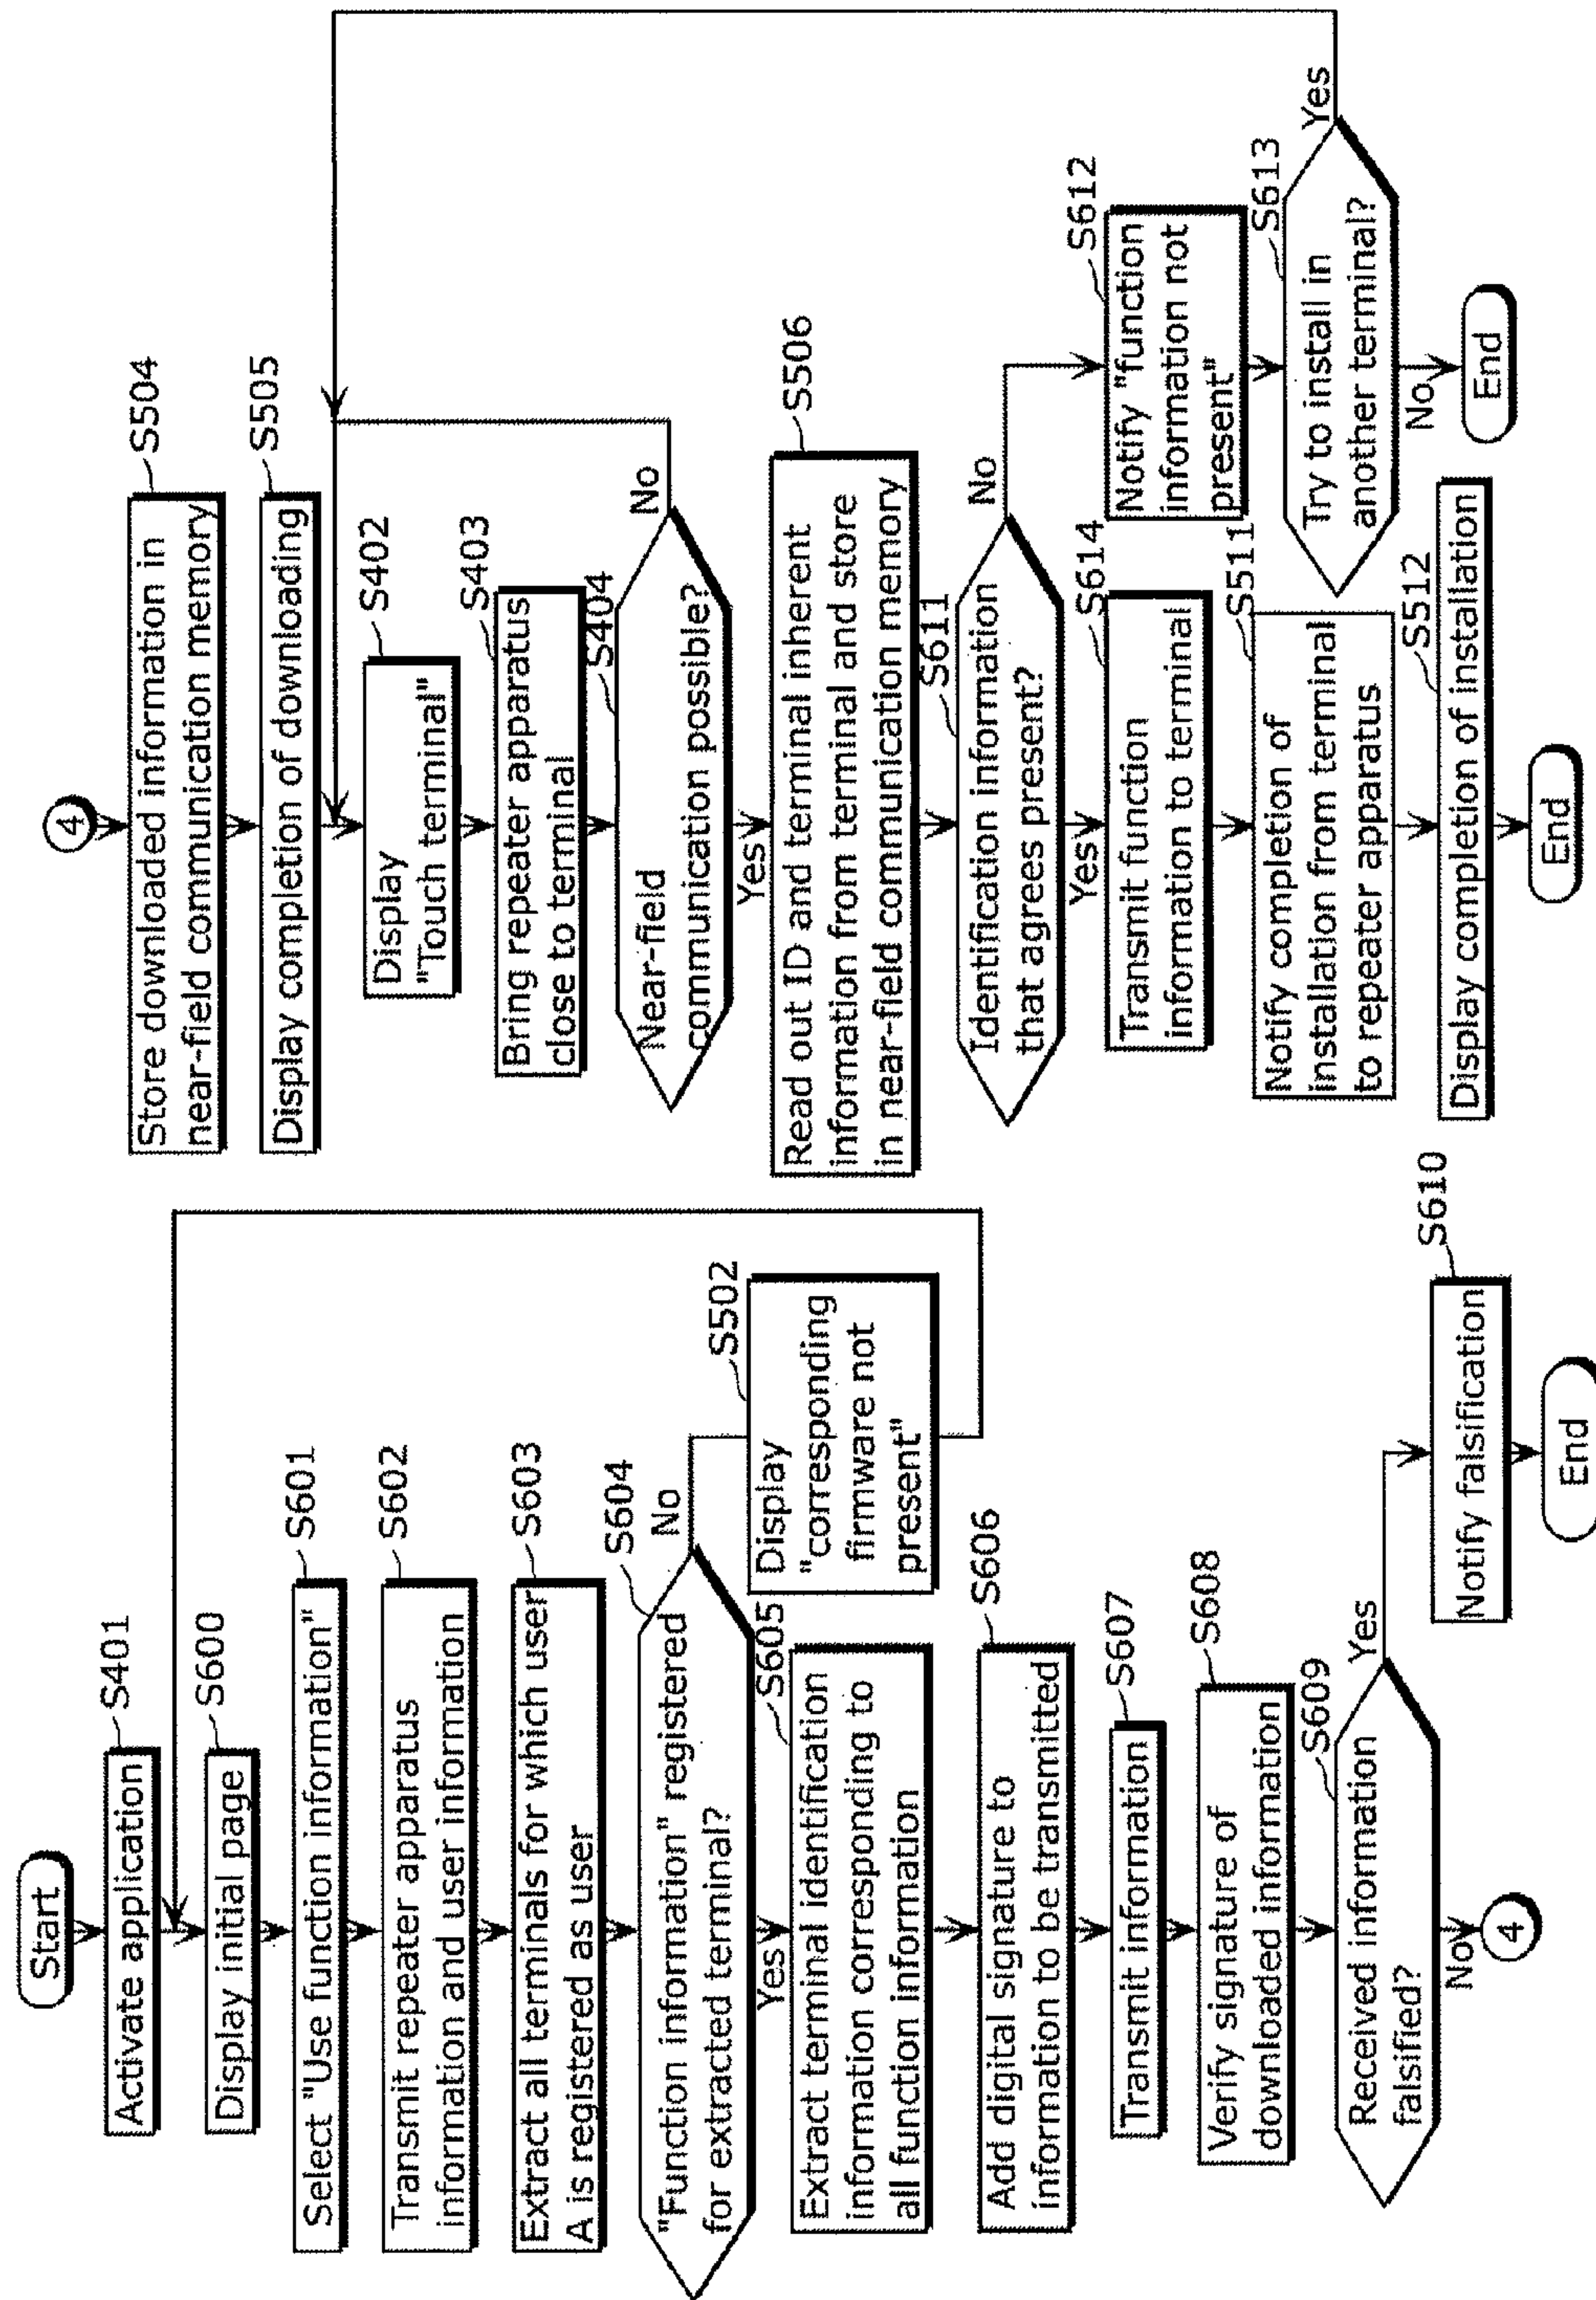 Start
Activate application
S401
Display initial page
S600
Select "Use function information"
S601
Transmit repeater apparatus
information and user information
S602
Extract all terminals for which user
A is registered as user
S603
"Function information" registered
for extracted terminal?
S604
No
Yes
Display
"corresponding
firmware not
present"
S502
Extract terminal identification
information corresponding to
all function information
S605
Add digital signature to
information to be transmitted
S606
Transmit information
S607
Verify signature of
downloaded information
S608
Received information
falsified?
S609
Yes
No
Notify falsification
S610
End
4
4
Store downloaded information in
near-field communication memory
S504
Display completion of downloading
S505
Display
"Touch terminal"
S402
Bring repeater apparatus
close to terminal
S403
Near-field
communication possible?
S404
No
Yes
Read out ID and terminal inherent
information from terminal and store
in near-field communication memory
S506
Identification information
that agrees present?
S611
No
Yes
Notify "function
information not
present"
S612
Try to install in
another terminal?
S613
Yes
No
End
Transmit function
information to terminal
S614
Notify completion of
installation from terminal
to repeater apparatus
S511
Display completion of installation
S512
End